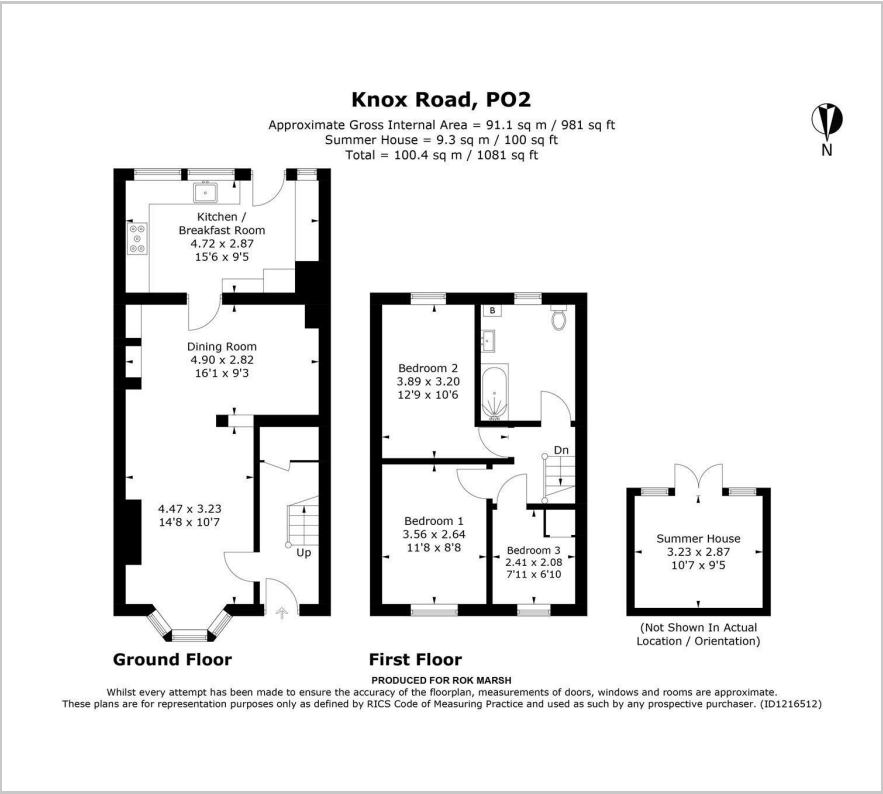 Knox Road, PO2
Approximate Gross Internal Area = 91.1 sq m / 981 sq ft
Summer House = 9.3 sq m / 100 sq ft
Total = 100.4 sq m / 1081 sq ft
N
Kitchen /
Breakfast Room
4.72 x 2.87
15'6 x 9'5
Dining Room
4.90 x 2.82
16'1 x 9'3
4.47 x 3.23
14'8 x 10'7
Up
Ground Floor
B
Bedroom 2
3.89 x 3.20
12'9 x 10'6
Dn
Bedroom 1
3.56 x 2.64
11'8 x 8'8
Bedroom 3
2.41 x 2.08
7'11 x 6'10
First Floor
Summer House
3.23 x 2.87
10'7 x 9'5
(Not Shown In Actual
Location / Orientation)
PRODUCED FOR ROK MARSH
Whilst every attempt has been made to ensure the accuracy of the floorplan, measurements of doors, windows and rooms are approximate.
These plans are for representation purposes only as defined by RICS Code of Measuring Practice and used as such by any prospective purchaser. (ID1216512)